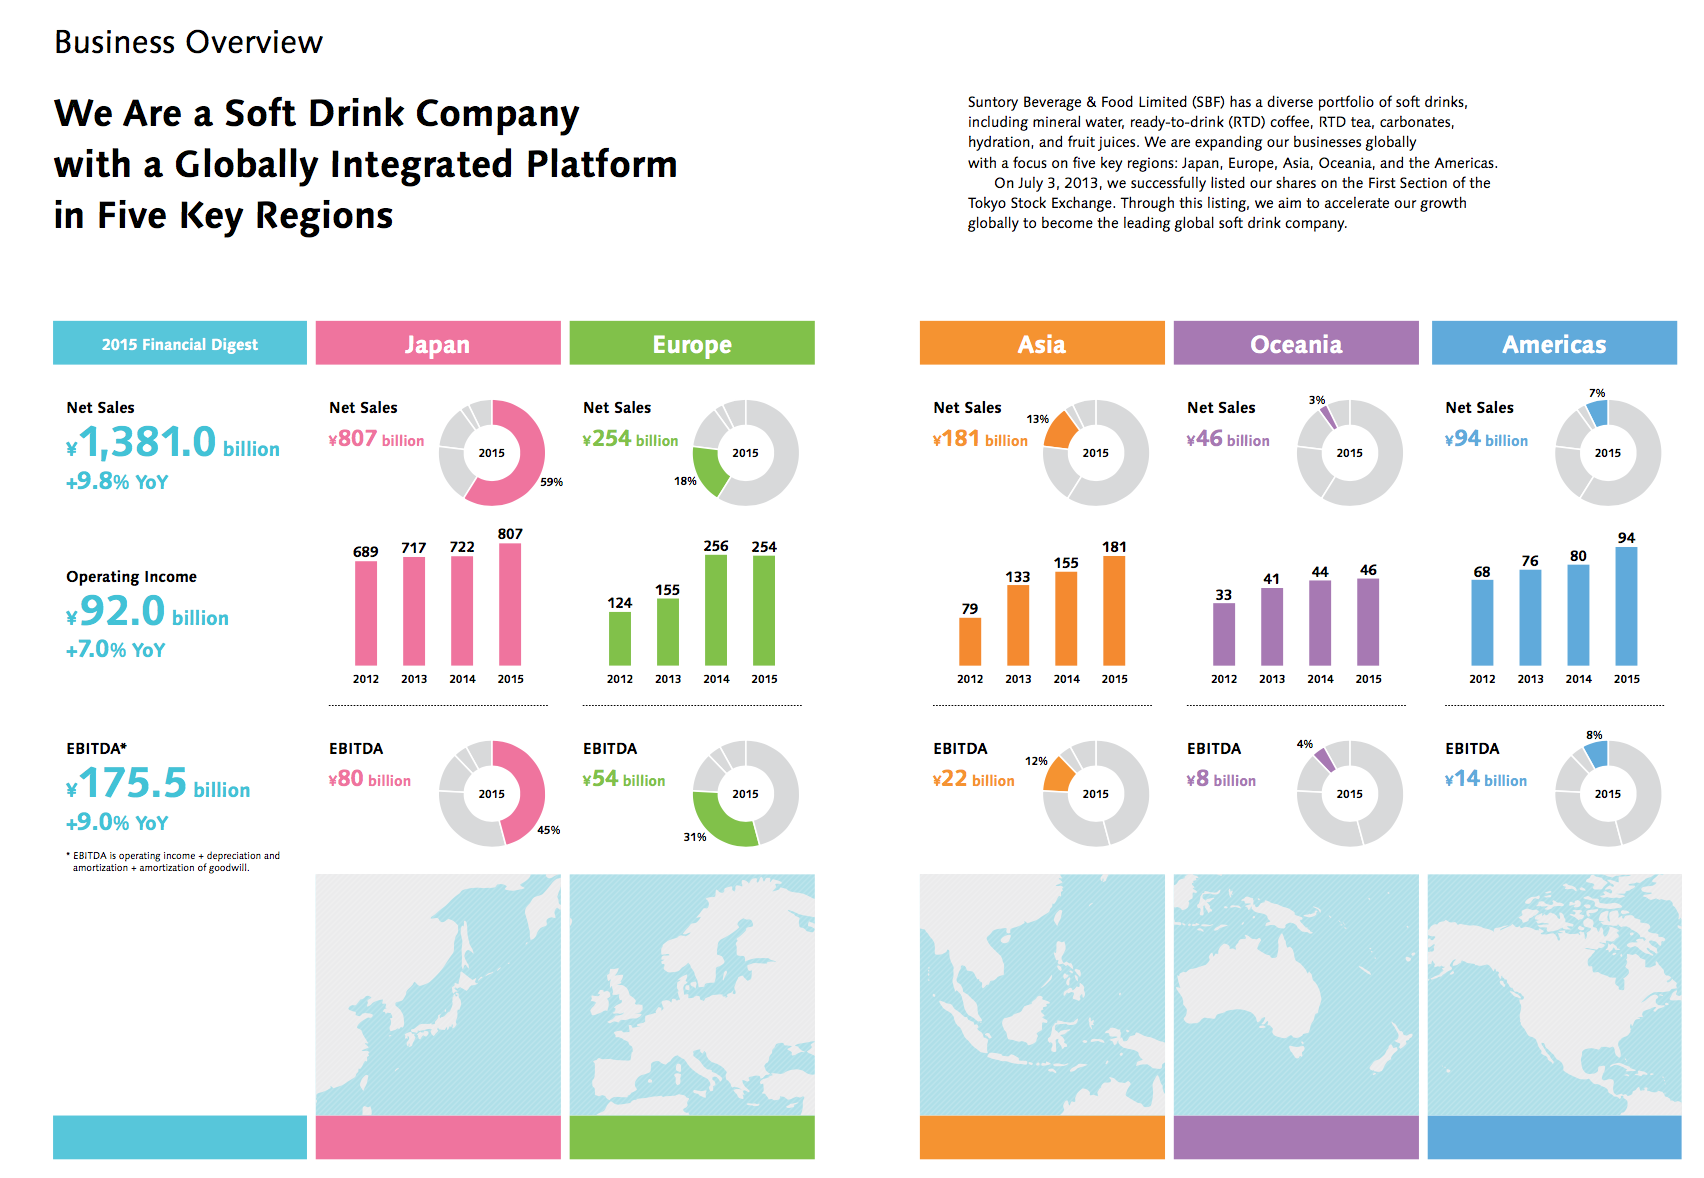 Business Overview
We Are a Soft Drink Company
with a Globally Integrated Platform
in Five Key Regions
Suntory Beverage & Food Limited (SBF) has a diverse portfolio of soft drinks,
including mineral water, ready-to-drink (RTD) coffee, RTD tea, carbonates,
hydration, and fruit juices. We are expanding our businesses globally
with a focus on five key regions: Japan, Europe, Asia, Oceania, and the Americas.
On July 3, 2013, we successfully listed our shares on the First Section of the
Tokyo Stock Exchange. Through this listing, we aim to accelerate our growth
globally to become the leading global soft drink company.
2015 Financial Digest
Net Sales
¥1,381.0 billion
+9.8% YoY
Operating Income
¥92.0 billion
+7.0% YoY
EBITDA*
¥175.5 billion
+9.0% YoY
* EBITDA is operating income + depreciation and
amortization + amortization of goodwill.
Japan
Net Sales
¥807 billion
2015
59%
689 717 722 807
2012 2013 2014 2015
EBITDA
¥80 billion
2015
45%
Europe
Net Sales
¥254 billion
2015
18%
124 155 256 254
2012 2013 2014 2015
EBITDA
¥54 billion
2015
31%
Asia
Net Sales
¥181 billion
13%
2015
79 133 155 181
2012 2013 2014 2015
EBITDA
¥22 billion
12%
2015
Oceania
Net Sales
¥46 billion
3%
2015
33 41 44 46
2012 2013 2014 2015
EBITDA
¥8 billion
4%
2015
Americas
Net Sales
¥94 billion
7%
2015
68 76 80 94
2012 2013 2014 2015
EBITDA
¥14 billion
8%
2015